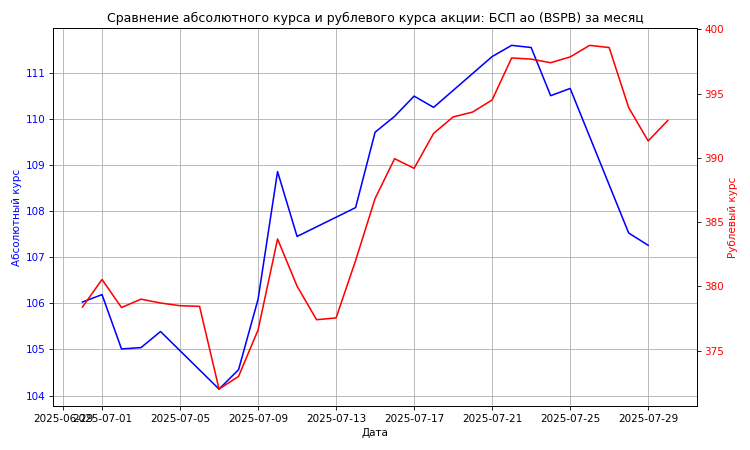 Сравнение абсолютного курса и рублевого курса акции: БСП ао (BSPB) за месяц
400
111
395
110
390
109
108
385
107
380
106
375
105
104
Абсолютный курс
Рублевый курс
2025-06-29 2025-07-01 2025-07-05 2025-07-09 2025-07-13 2025-07-17 2025-07-21 2025-07-25 2025-07-29
Дата